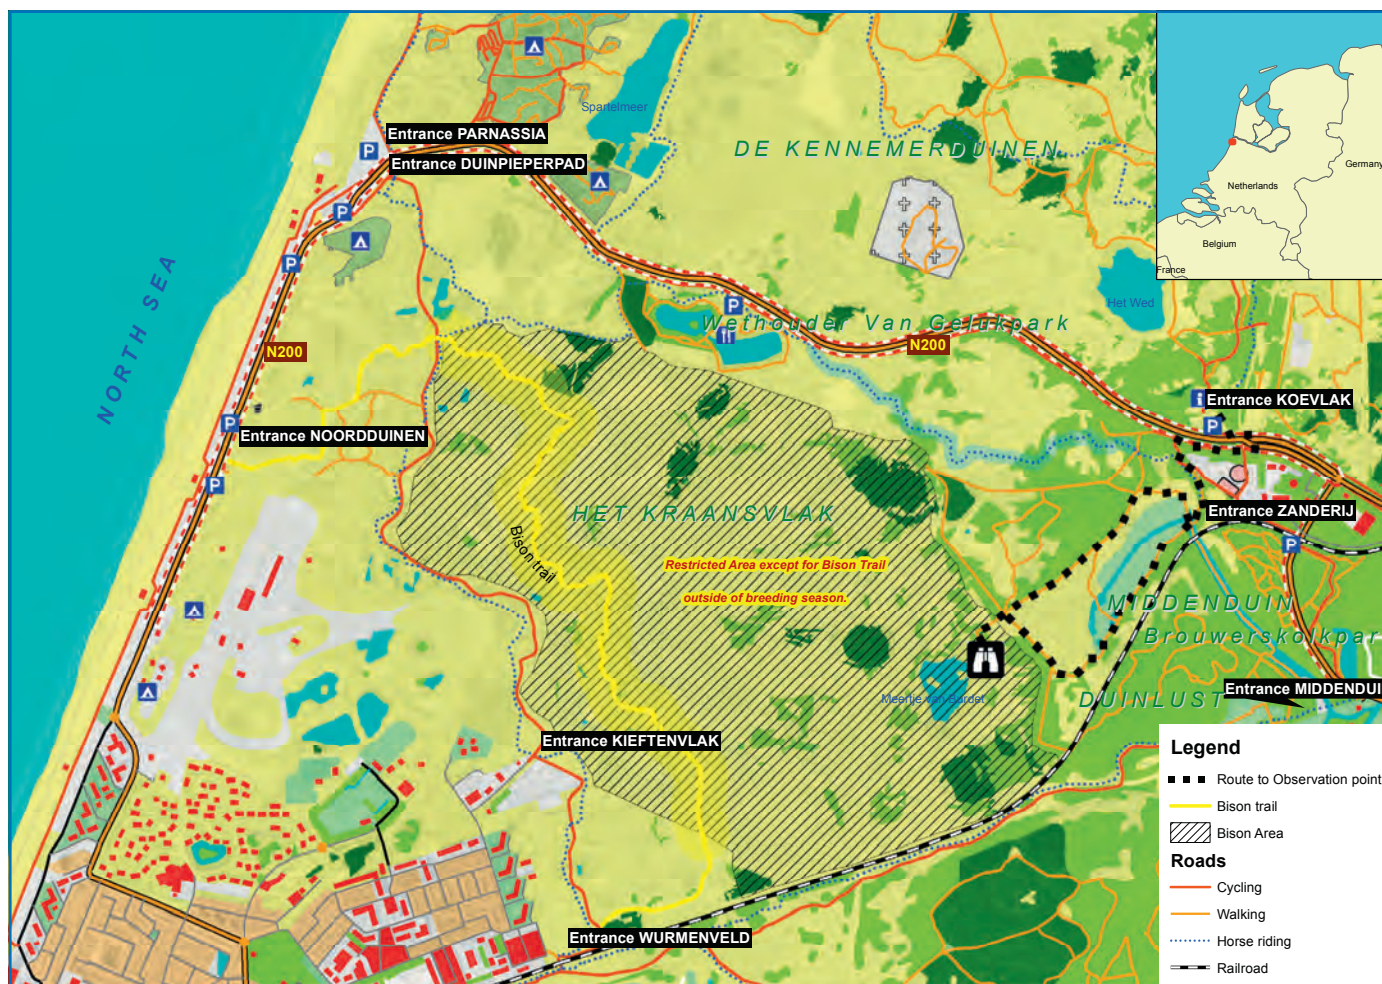 Spartelmeer
Entrance PARNASSIA
Entrance DUINPIEPERPAD
DE KENNEMERDUINEN
Netherlands
Germany
Belgium
France
NORTH SEA
Het Wed
Wethouder Van Gelukpark
N200
N200
Entrance KOEVLAK
Entrance NOORDDUINEN
HET KRAANSVLAK
Entrance ZANDERIJ
Bison trail
Restricted Area except for Bison Trail
outside of breeding season.
MIDDENDUIN
Brouwerskolkpar
Meertje van Burdet
DUINLUST
Entrance MIDDENDUI
Entrance KIEFTENVLAK
Entrance WURMENVELD
Legend
Route to Observation point
Bison trail
Bison Area
Roads
Cycling
Walking
Horse riding
Railroad
P
P
P
P
P
P
P
P
i